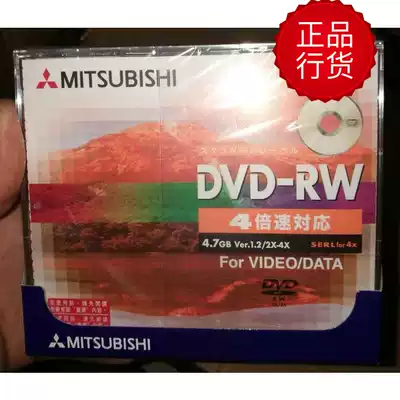 正品
行货
MITSUBISHI
DVD-RW
4倍速対応
4.7GB Ver.1.2/2X-4X
SERL for 4x
For VIDEO/DATA
DVD
RW
MITSUBISHI